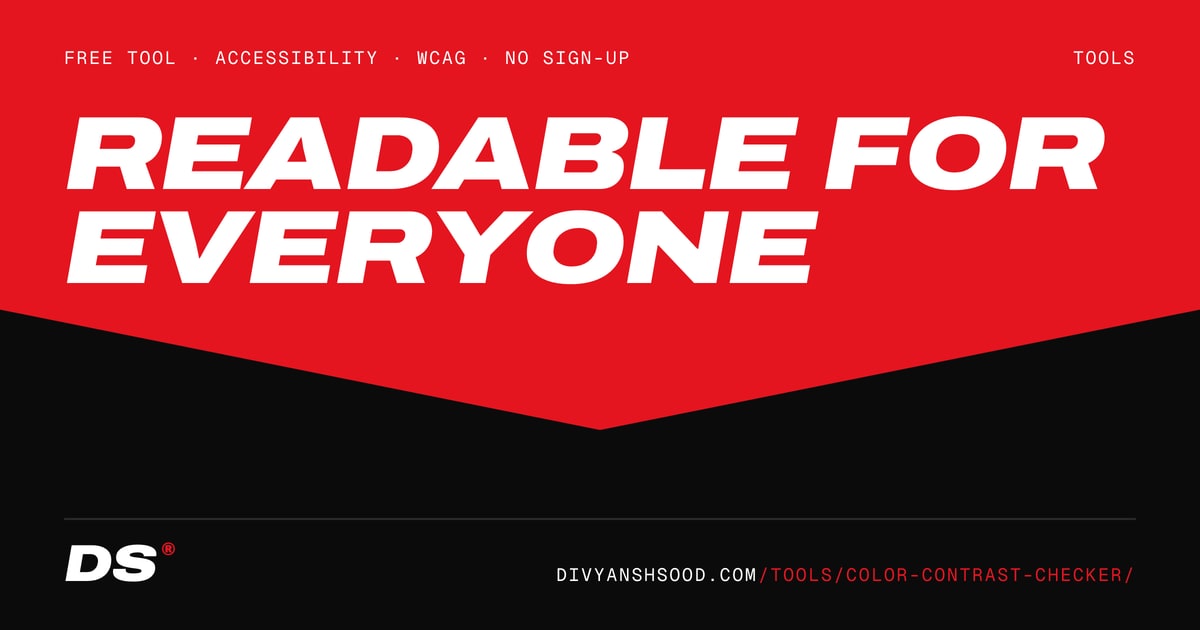 FREE TOOL · ACCESSIBILITY · WCAG · NO SIGN-UP
TOOLS
READABLE FOR
EVERYONE
DS®
DIVYANSHSOOD.COM/TOOLS/COLOR-CONTRAST-CHECKER/